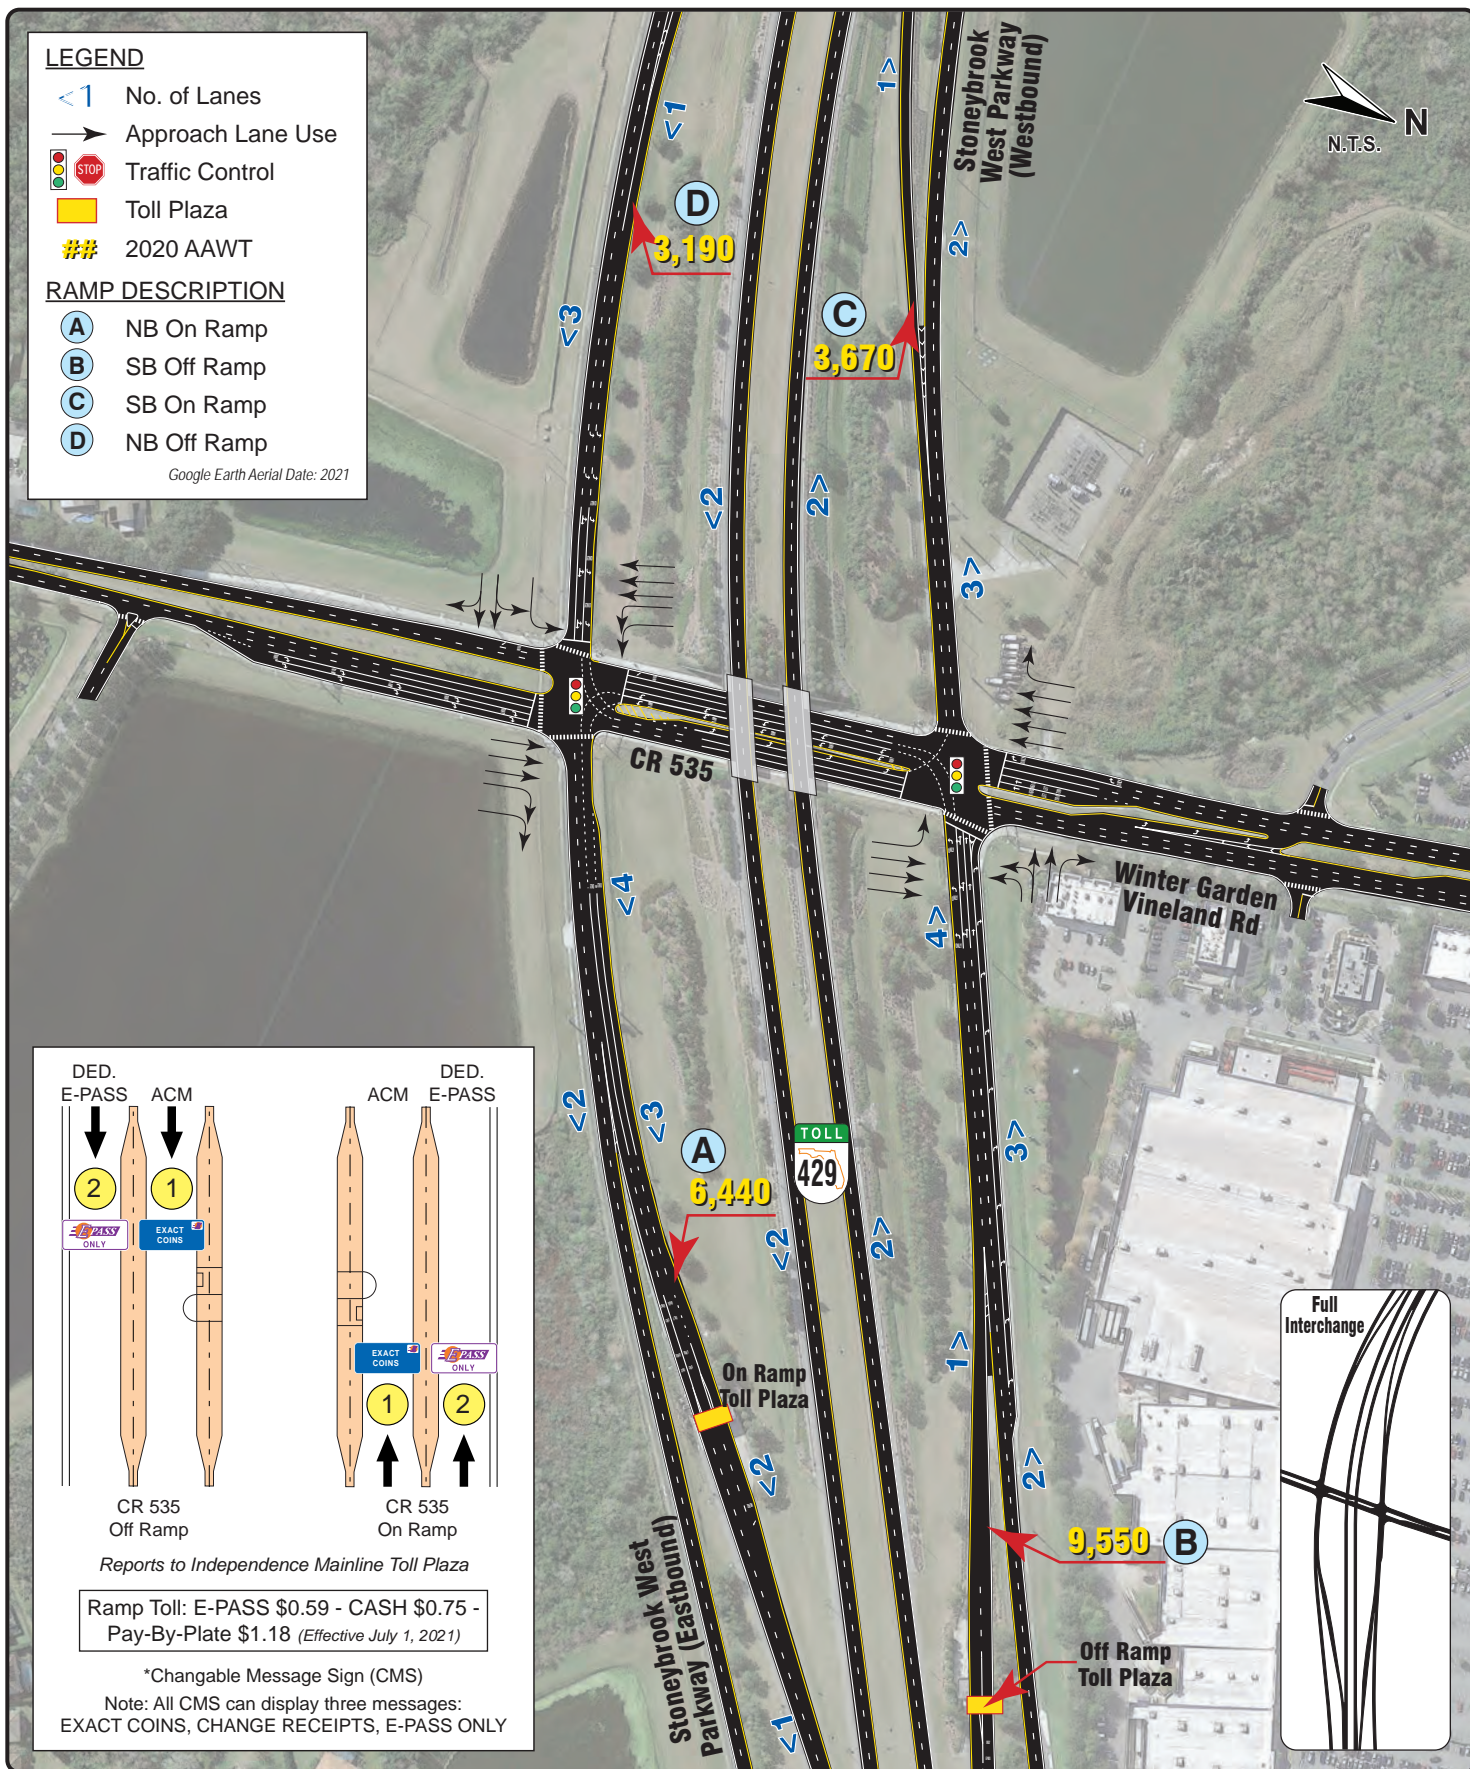 LEGEND
<1 No. of Lanes
Approach Lane Use
STOP Traffic Control
Toll Plaza
## 2020 AAWT
RAMP DESCRIPTION
A NB On Ramp
B SB Off Ramp
C SB On Ramp
D NB Off Ramp
Google Earth Aerial Date: 2021
Stoneybrook
West Parkway
(Westbound)
N
N.T.S.
<1
1>
2>
D
3,190
C
3,670
<3
<2
2>
3>
CR 535
Winter Garden
Vineland Rd
<4
4>
<2
<3
3>
A
6,440
TOLL
429
<2
2>
1>
2>
On Ramp
Toll Plaza
<2
9,550 B
Off Ramp
Toll Plaza
Stoneybrook West
Parkway (Eastbound)
<1
Full
Interchange
DED.
E-PASS ACM
2 1
E-PASS
ONLY
EXACT
COINS
CR 535
Off Ramp
DED.
ACM E-PASS
EXACT
COINS
E-PASS
ONLY
1 2
CR 535
On Ramp
Reports to Independence Mainline Toll Plaza
Ramp Toll: E-PASS $0.59 - CASH $0.75 -
Pay-By-Plate $1.18 (Effective July 1, 2021)
*Changable Message Sign (CMS)
Note: All CMS can display three messages:
EXACT COINS, CHANGE RECEIPTS, E-PASS ONLY